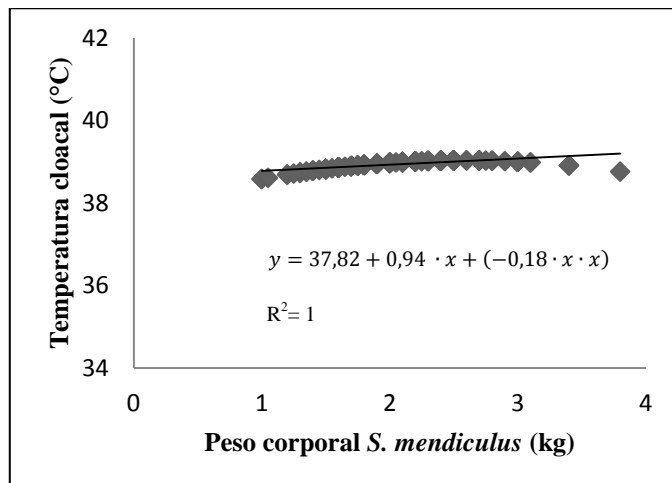 42
40
38
36
34
Temperatura cloacal (°C)
y = 37,82 + 0,94 · x + (−0,18 · x · x)
R²= 1
0 1 2 3 4
Peso corporal S. mendiculus (kg)